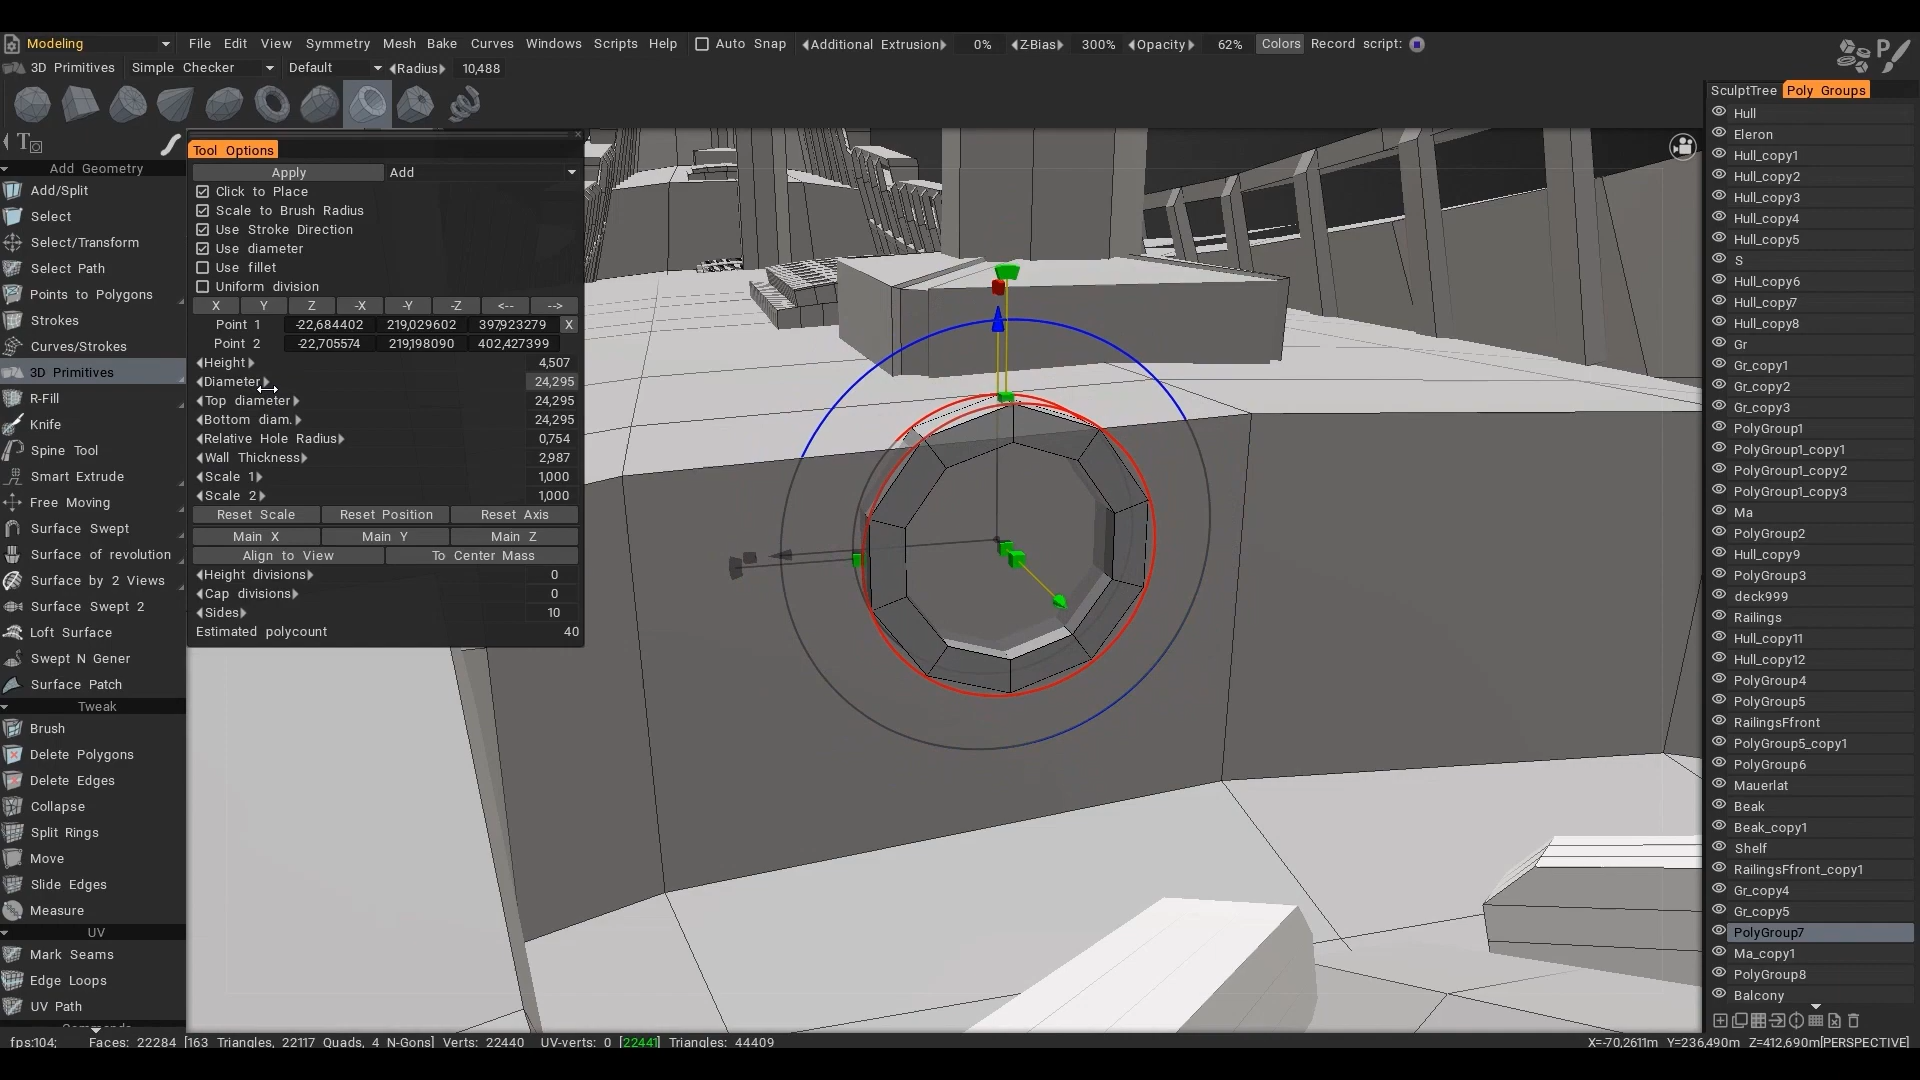 Modeling File Edit View Symmetry Mesh Bake Curves Windows Scripts Help Auto Snap Additional Extrusion 0% Z-Bias 300% Opacity 62% Colors Record script:
3D Primitives Simple Checker Default Radius 10,488
SculptTree Poly Groups
Tool Options
Apply Add
Click to Place
Scale to Brush Radius
Use Stroke Direction
Use diameter
Use fillet
Uniform division
X Y Z -X -Y -Z <-- -->
Point 1 -22,684402 219,029602 397,923279 X
Point 2 -22,705574 219,198090 402,427399
Height 4,507
Diameter 24,295
Top diameter 24,295
Bottom diam. 24,295
Relative Hole Radius 0,754
Wall Thickness 2,987
Scale 1 1,000
Scale 2 1,000
Reset Scale Reset Position Reset Axis
Main X Main Y Main Z
Align to View To Center Mass
Height divisions 0
Cap divisions 0
Sides 10
Estimated polycount 40
Add Geometry
Add/Split
Select
Select/Transform
Select Path
Points to Polygons
Strokes
Curves/Strokes
3D Primitives
R-Fill
Knife
Spine Tool
Smart Extrude
Free Moving
Surface Swept
Surface of revolution
Surface by 2 Views
Surface Swept 2
Loft Surface
Swept N Gener
Surface Patch
Tweak
Brush
Delete Polygons
Delete Edges
Collapse
Split Rings
Move
Slide Edges
Measure
UV
Mark Seams
Edge Loops
UV Path
Commands
Hull
Eleron
Hull_copy1
Hull_copy2
Hull_copy3
Hull_copy4
Hull_copy5
S
Hull_copy6
Hull_copy7
Hull_copy8
Gr
Gr_copy1
Gr_copy2
Gr_copy3
PolyGroup1
PolyGroup1_copy1
PolyGroup1_copy2
PolyGroup1_copy3
Ma
PolyGroup2
Hull_copy9
PolyGroup3
deck999
Railings
Hull_copy11
Hull_copy12
PolyGroup4
PolyGroup5
RailingsFfront
PolyGroup5_copy1
PolyGroup6
Mauerlat
Beak
Beak_copy1
Shelf
RailingsFfront_copy1
Gr_copy4
Gr_copy5
PolyGroup7
Ma_copy1
PolyGroup8
Balcony
fps:104; Faces: 22284 [163 Triangles, 22117 Quads, 4 N-Gons] Verts: 22440 UV-verts: 0 [22441] Triangles: 44409 X=-70,2611m Y=236,490m Z=412,690m[PERSPECTIVE]